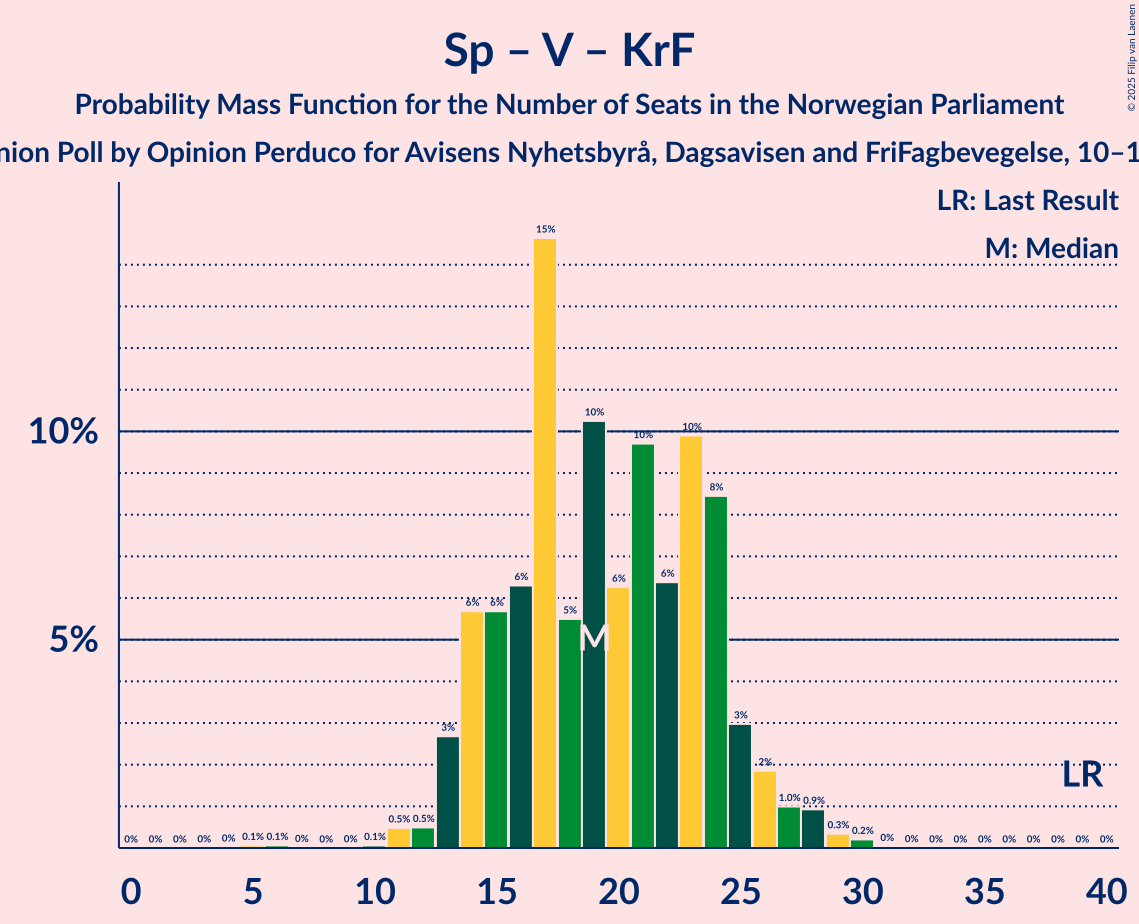 Sp – V – KrF
Probability Mass Function for the Number of Seats in the Norwegian Parliament
nion Poll by Opinion Perduco for Avisens Nyhetsbyrå, Dagsavisen and FriFagbevegelse, 10–1
© 2025 Filip van Laenen
LR: Last Result
M: Median
15%
10%
10%
10%
10%
8%
6% 6% 6% 5% 6% 6%
M
5%
3% 3%
2%
LR
0% 0% 0% 0% 0% 0.1% 0.1% 0% 0% 0% 0.1% 0.5% 0.5% 1.0% 0.9% 0.3% 0.2% 0% 0% 0% 0% 0% 0% 0% 0% 0% 0%
0 5 10 15 20 25 30 35 40